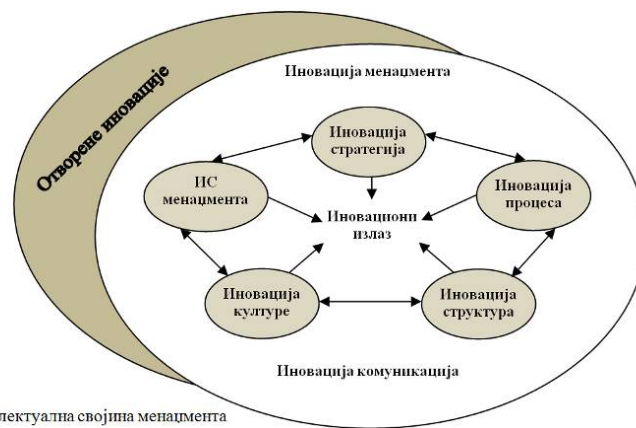 Отворене иновације
Иновација менаџмента
Иновација
стратегија
ИС
менаџмента
Иновација
процеса
Иновациони
излаз
Иновација
културе
Иновација
структура
Иновација комуникација
својина менаџмента